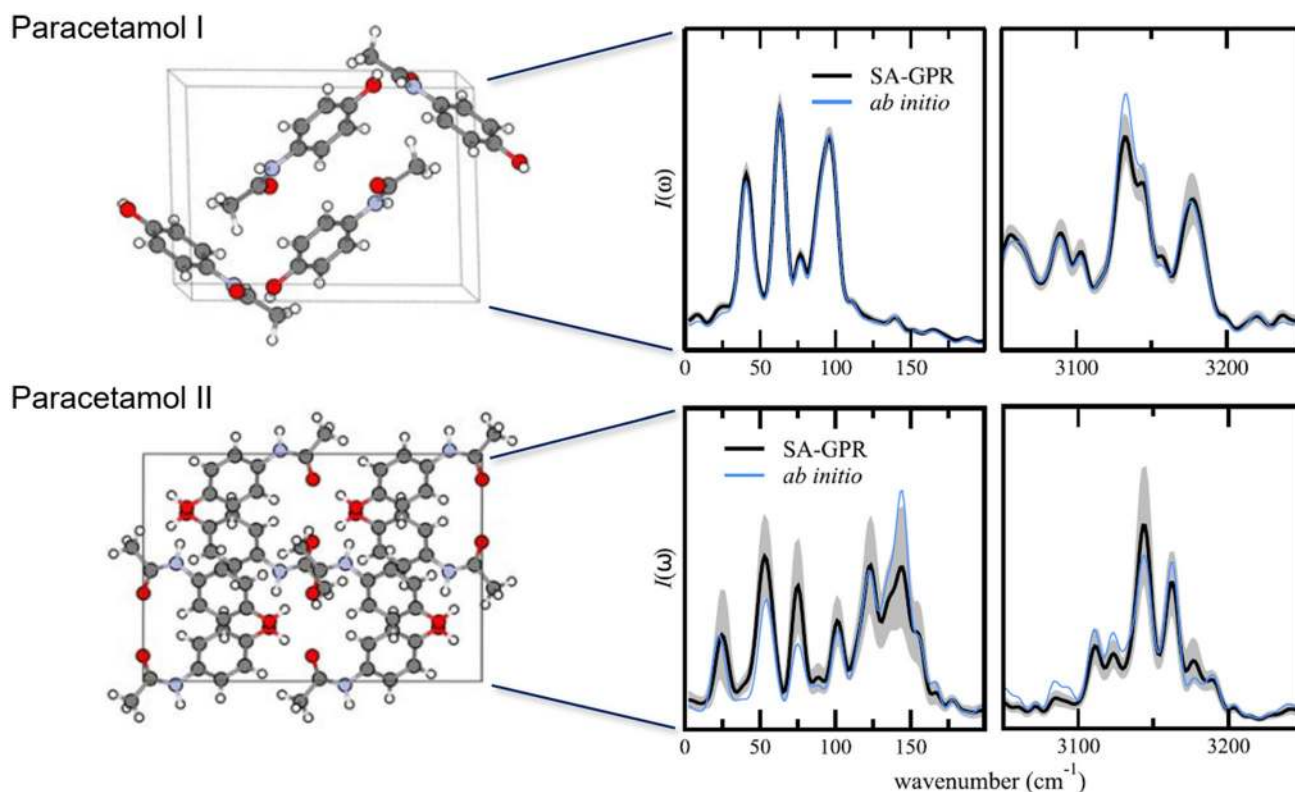 Paracetamol I
SA-GPR
ab initio
I(ω)
0 50 100 150
3100 3200
Paracetamol II
SA-GPR
ab initio
I(ω)
0 50 100 150
3100 3200
wavenumber (cm⁻¹)